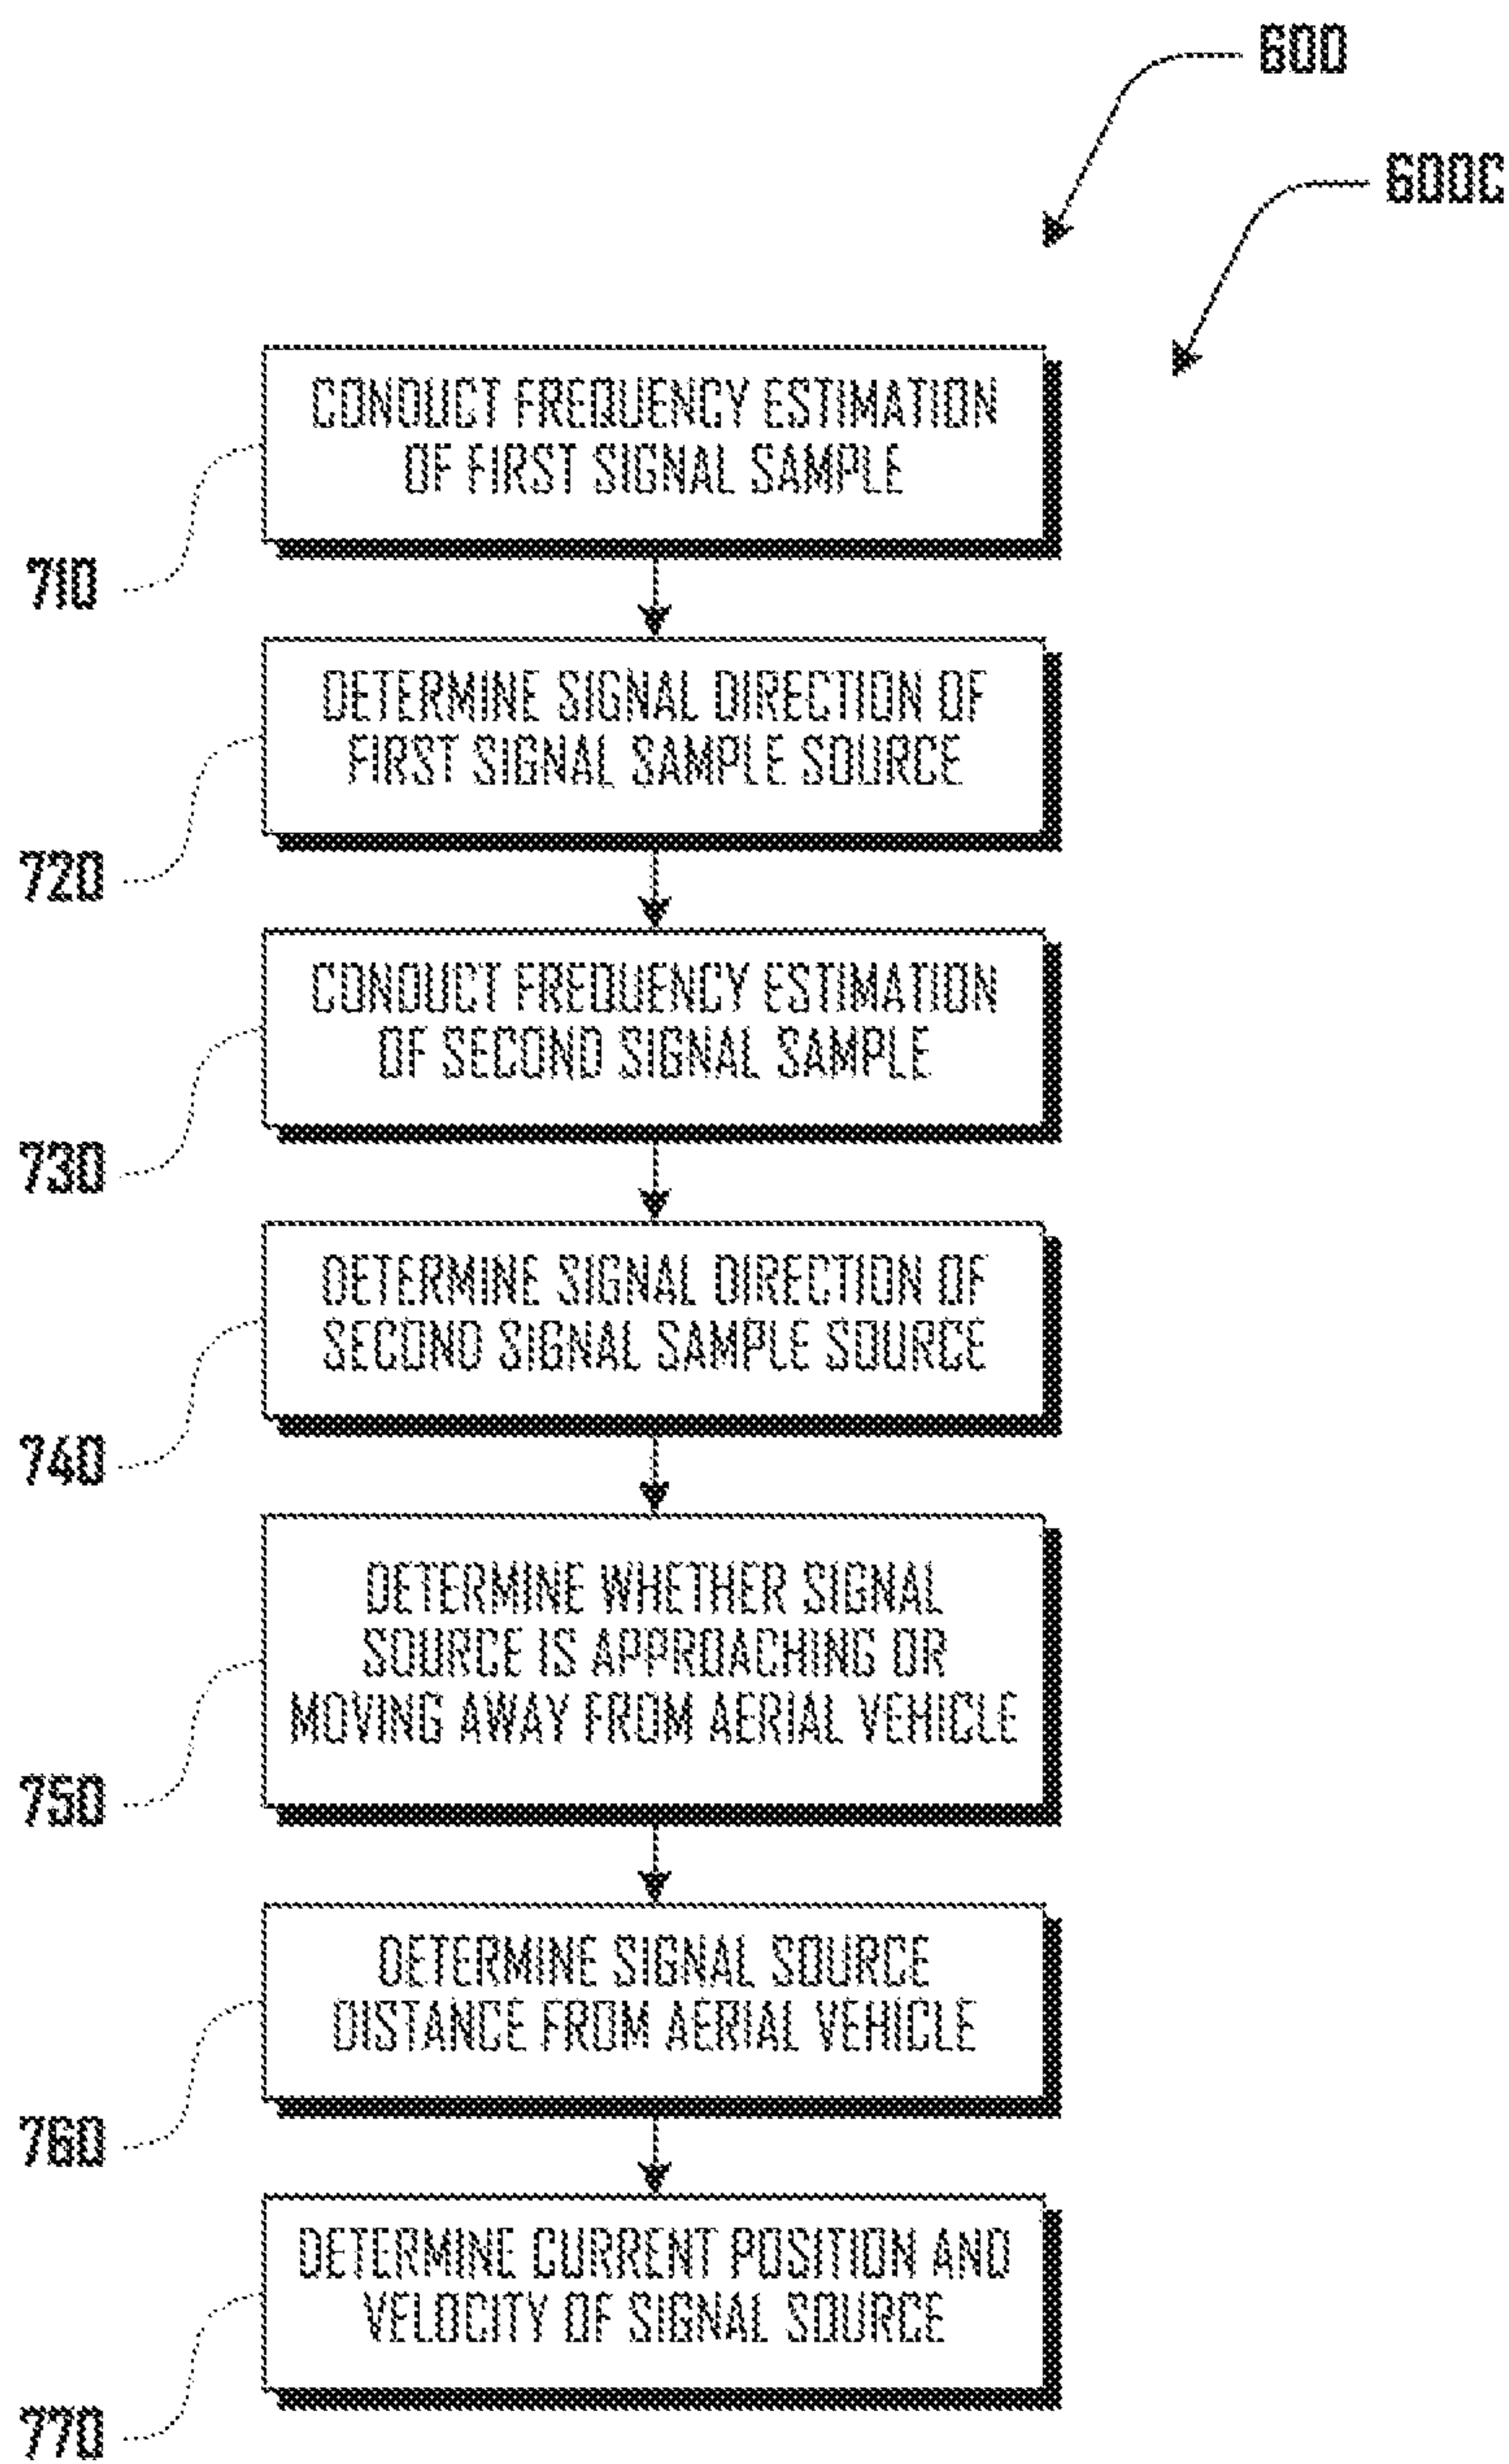 600
600C
CONDUCT FREQUENCY ESTIMATION
OF FIRST SIGNAL SAMPLE
710
DETERMINE SIGNAL DIRECTION OF
FIRST SIGNAL SAMPLE SOURCE
720
CONDUCT FREQUENCY ESTIMATION
OF SECOND SIGNAL SAMPLE
730
DETERMINE SIGNAL DIRECTION OF
SECOND SIGNAL SAMPLE SOURCE
740
DETERMINE WHETHER SIGNAL
SOURCE IS APPROACHING OR
MOVING AWAY FROM AERIAL VEHICLE
750
DETERMINE SIGNAL SOURCE
DISTANCE FROM AERIAL VEHICLE
760
DETERMINE CURRENT POSITION AND
VELOCITY OF SIGNAL SOURCE
770